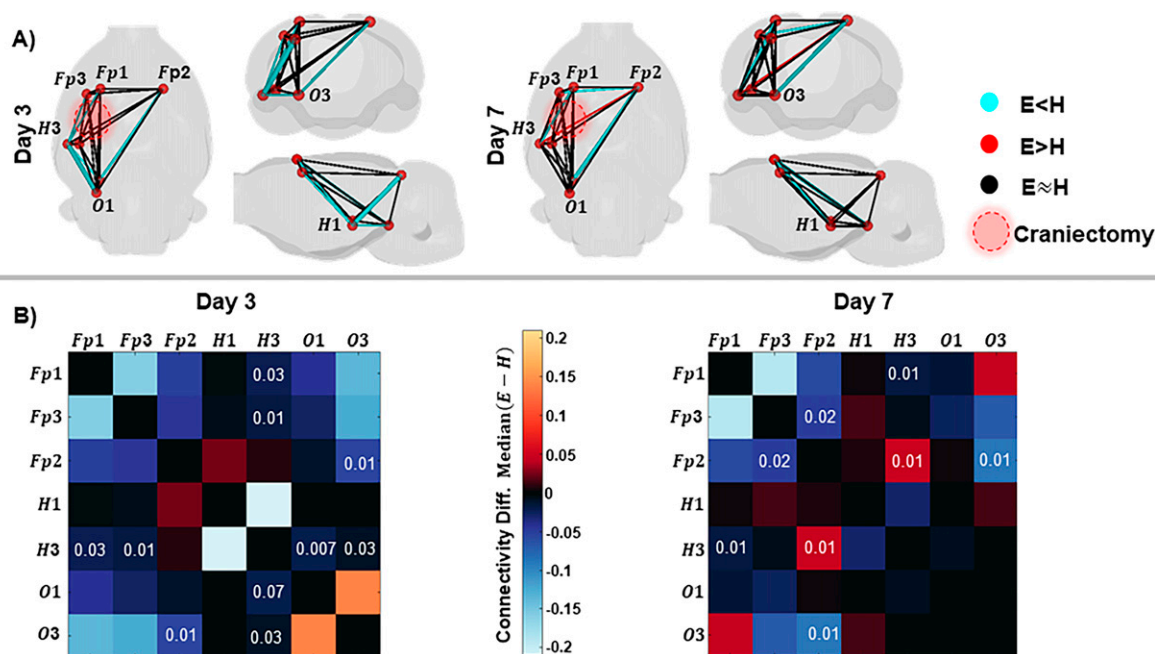 A)
Day 3
Fp3 Fp1 Fp2
H3
O1
O3
H1
Day 7
Fp3 Fp1 Fp2
H3
O1
O3
H1
E<H
E>H
E≈H
Craniectomy
B)
Day 3
Fp1 Fp3 Fp2 H1 H3 O1 O3
Fp1 0.03
Fp3 0.01
Fp2 0.01
H1
H3 0.03 0.01 0.007 0.03
O1 0.07
O3 0.01 0.03
Connectivity Diff. Median(E − H)
0.2
0.15
0.1
0.05
0
-0.05
-0.1
-0.15
-0.2
Day 7
Fp1 Fp3 Fp2 H1 H3 O1 O3
Fp1 0.01
Fp3 0.02
Fp2 0.02 0.01 0.01
H1
H3 0.01 0.01
O1
O3 0.01